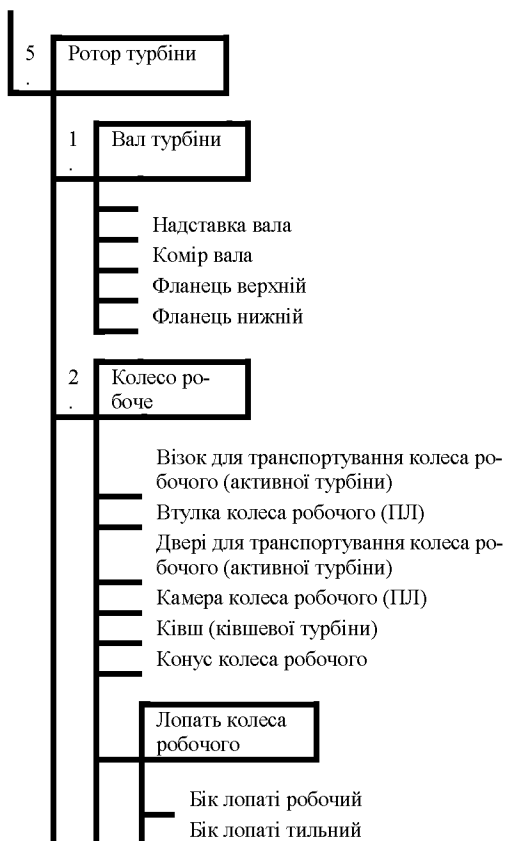 5 Ротор турбіни
.
1 Вал турбіни
.
Надставка вала
Комір вала
Фланець верхній
Фланець нижній
2 Колесо ро-
. боче
Візок для транспортування колеса ро-
бочого (активної турбіни)
Втулка колеса робочого (ПЛ)
Двері для транспортування колеса ро-
бочого (активної турбіни)
Камера колеса робочого (ПЛ)
Ківш (ківшевої турбіни)
Конус колеса робочого
Лопать колеса
робочого
Бік лопаті робочий
Бік лопаті тильний